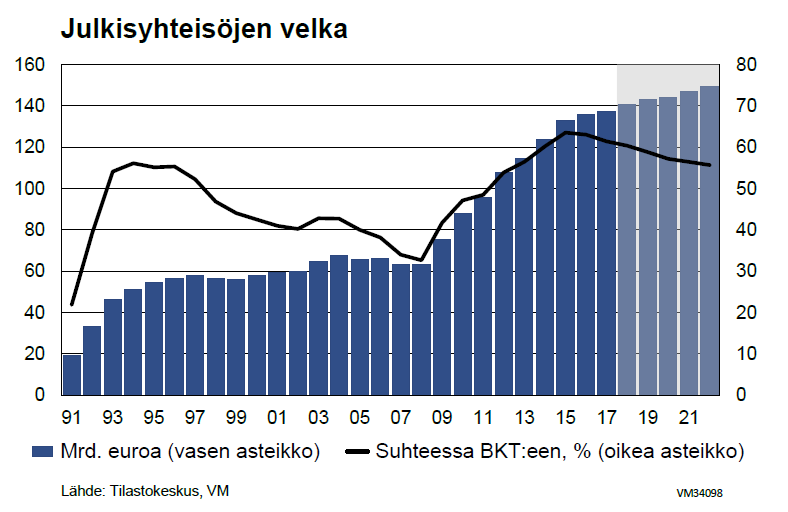 Julkisyhteisöjen velka
160 80
140 70
120 60
100 50
80 40
60 30
40 20
20 10
0 0
91 93 95 97 99 01 03 05 07 09 11 13 15 17 19 21
Mrd. euroa (vasen asteikko) Suhteessa BKT:een, % (oikea asteikko)
Lähde: Tilastokeskus, VM VM34098